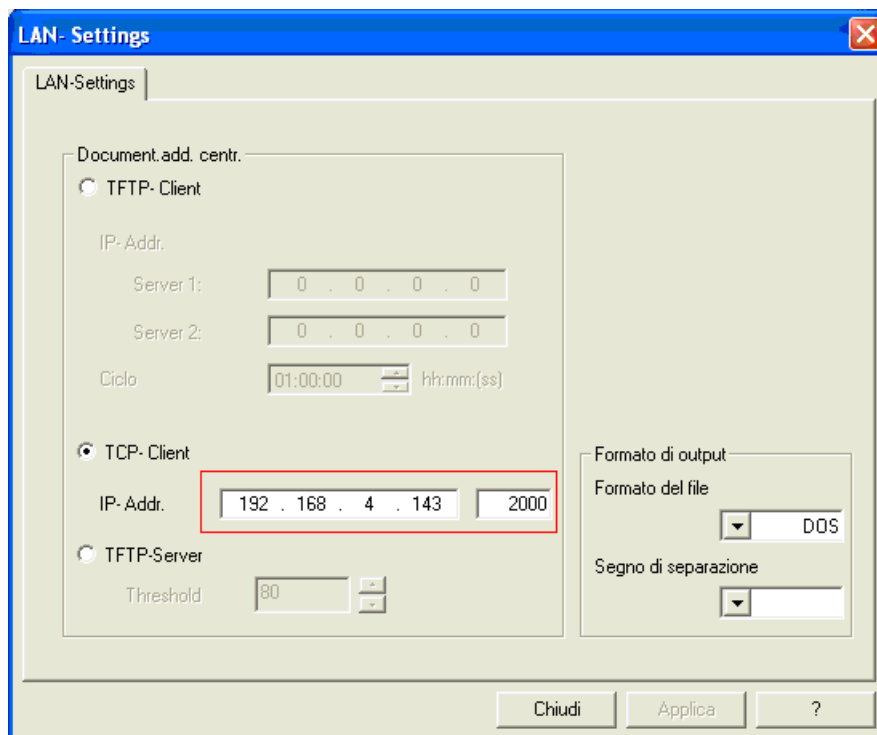 LAN- Settings
LAN-Settings
Document.add. centr.
TFTP- Client
IP- Addr.
Server 1: 0 . 0 . 0 . 0
Server 2: 0 . 0 . 0 . 0
Ciclo 01:00:00 hh:mm:(ss)
TCP- Client
IP- Addr. 192 . 168 . 4 . 143 2000
TFTP-Server
Threshold 80
Formato di output
Formato del file
DOS
Segno di separazione
Chiudi Applica ?